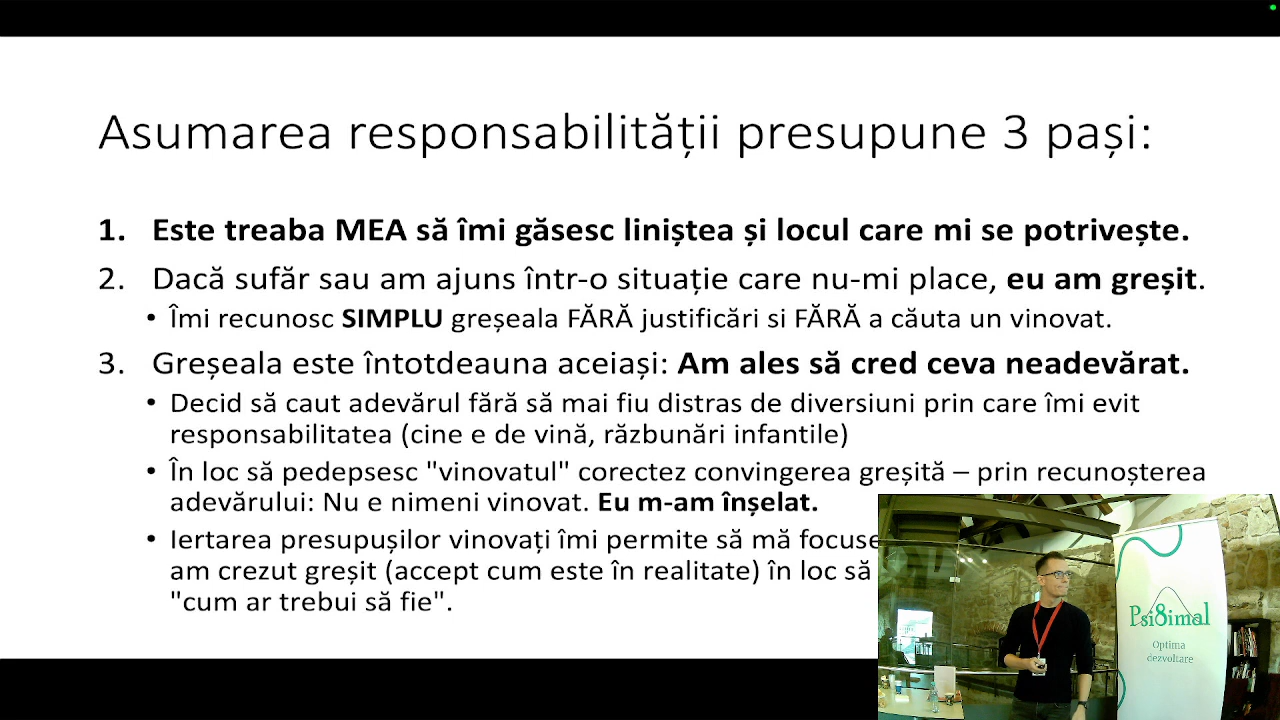 Asumarea responsabilității presupune 3 pași:
1. Este treaba MEA să îmi găsesc liniștea și locul care mi se potrivește.
2. Dacă sufăr sau am ajuns într-o situație care nu-mi place, eu am greșit.
• Îmi recunosc SIMPLU greșeala FĂRĂ justificări si FĂRĂ a căuta un vinovat.
3. Greșeala este întotdeauna aceiași: Am ales să cred ceva neadevărat.
• Decid să caut adevărul fără să mai fiu distras de diversiuni prin care îmi evit
responsabilitatea (cine e de vină, răzbunări infantile)
• În loc să pedepsesc "vinovatul" corectez convingerea greșită – prin recunoșterea
adevărului: Nu e nimeni vinovat. Eu m-am înșelat.
• Iertarea presupușilor vinovați îmi permite să mă focuse
am crezut greșit (accept cum este în realitate) în loc să
"cum ar trebui să fie".
Psi8imal
Optima
dezvoltare